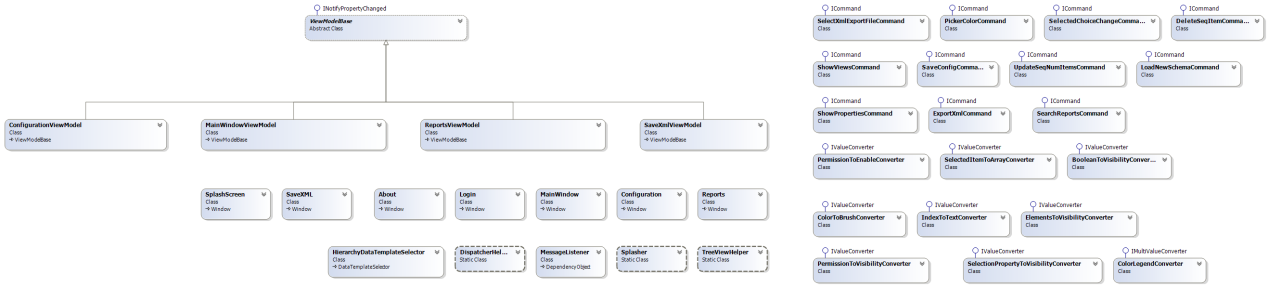 INotifyPropertyChanged
ViewModelBase
Abstract Class
ConfigurationViewModel
Class
ViewModelBase
MainWindowViewModel
Class
ViewModelBase
ReportsViewModel
Class
ViewModelBase
SaveXmlViewModel
Class
ViewModelBase
SplashScreen
Class
Window
SaveXML
Class
Window
About
Class
Window
Login
Class
Window
MainWindow
Class
Window
Configuration
Class
Window
Reports
Class
Window
HierarchyDataTemplateSelector
Class
DataTemplateSelector
DispatcherHel...
Static Class
MessageListener
Class
DependencyObject
Splasher
Static Class
TreeViewHelper
Static Class
ICommand
SelectXmlExportFileCommand
Class
ICommand
PickerColorCommand
Class
ICommand
SelectedChoiceChangeComma...
Class
ICommand
DeleteSeqItemComma...
Class
ICommand
ShowViewsCommand
Class
ICommand
SaveConfigComma...
Class
ICommand
UpdateSeqNumItemsCommand
Class
ICommand
LoadNewSchemaCommand
Class
ICommand
ShowPropertiesCommand
Class
ICommand
ExportXmlCommand
Class
ICommand
SearchReportsCommand
Class
IValueConverter
PermissionToEnableConverter
Class
IValueConverter
SelectedItemToArrayConverter
Class
IValueConverter
BooleanToVisibilityConver...
Class
IValueConverter
ColorToBrushConverter
Class
IValueConverter
IndexToTextConverter
Class
IValueConverter
ElementsToVisibilityConverter
Class
IValueConverter
PermissionToVisibilityConverter
Class
IValueConverter
SelectionPropertyToVisibilityConverter
Class
IMultiValueConverter
ColorLegendConverter
Class